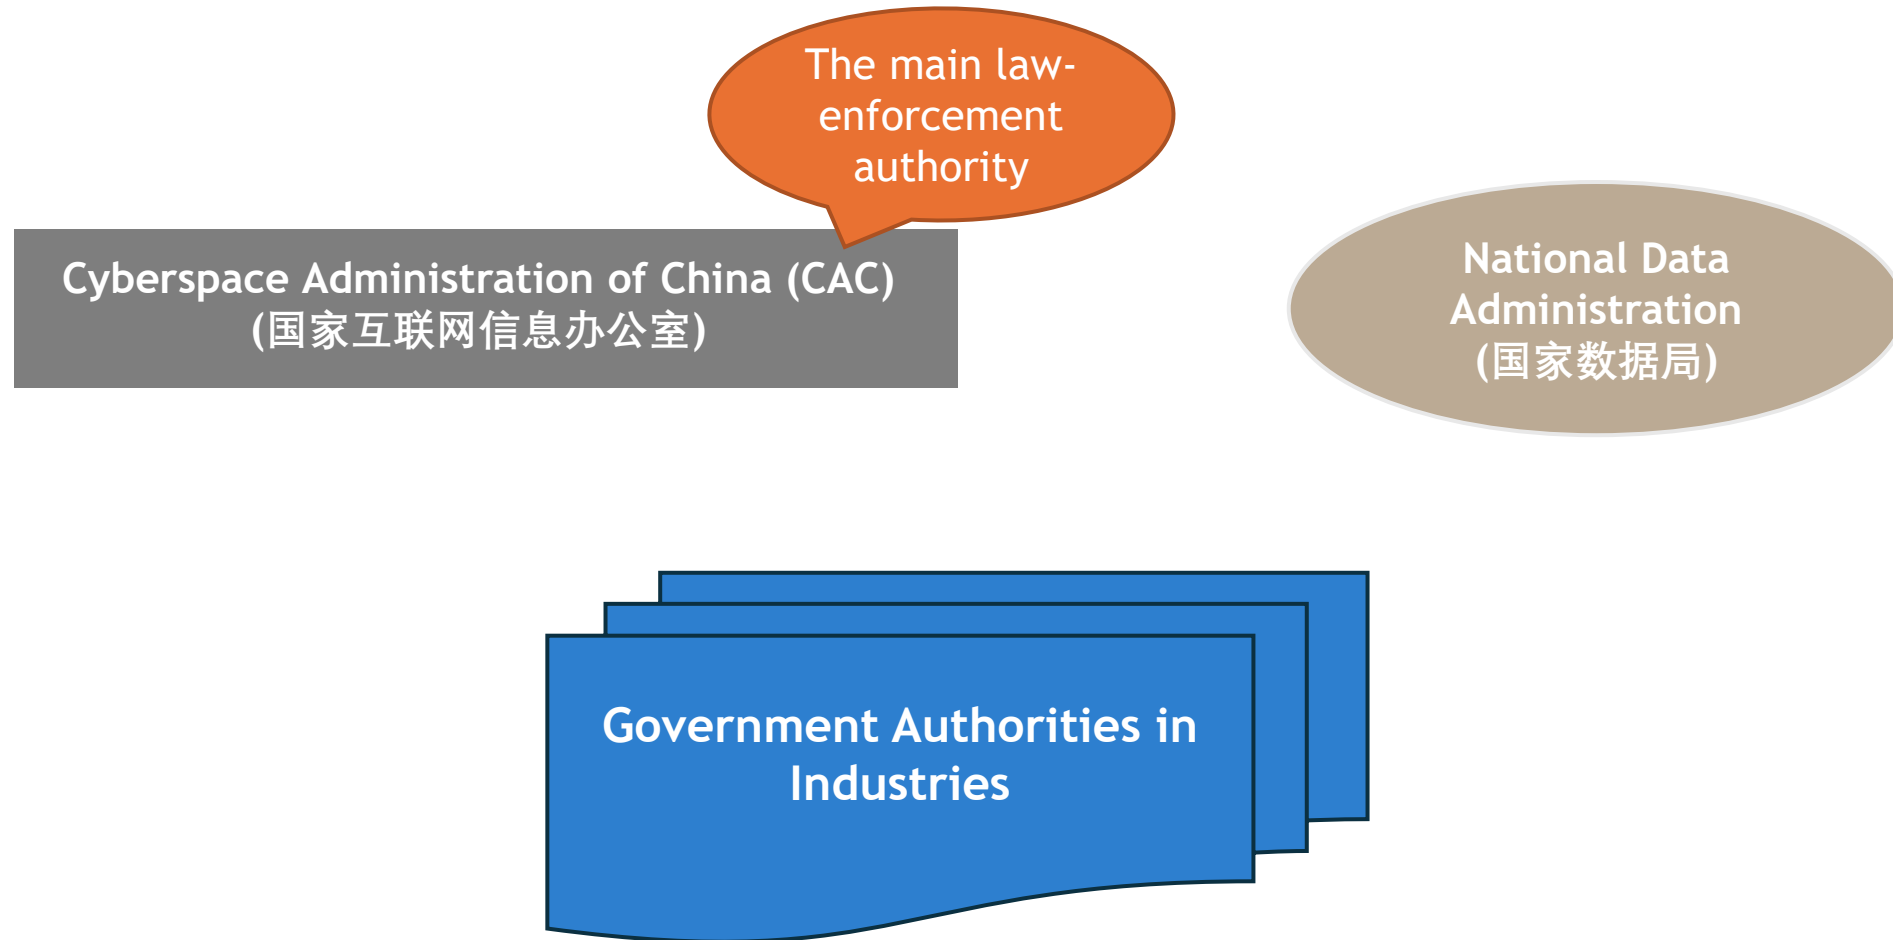 The main law-
enforcement
authority
Cyberspace Administration of China (CAC)
(国家互联网信息办公室)
National Data
Administration
(国家数据局)
Government Authorities in
Industries